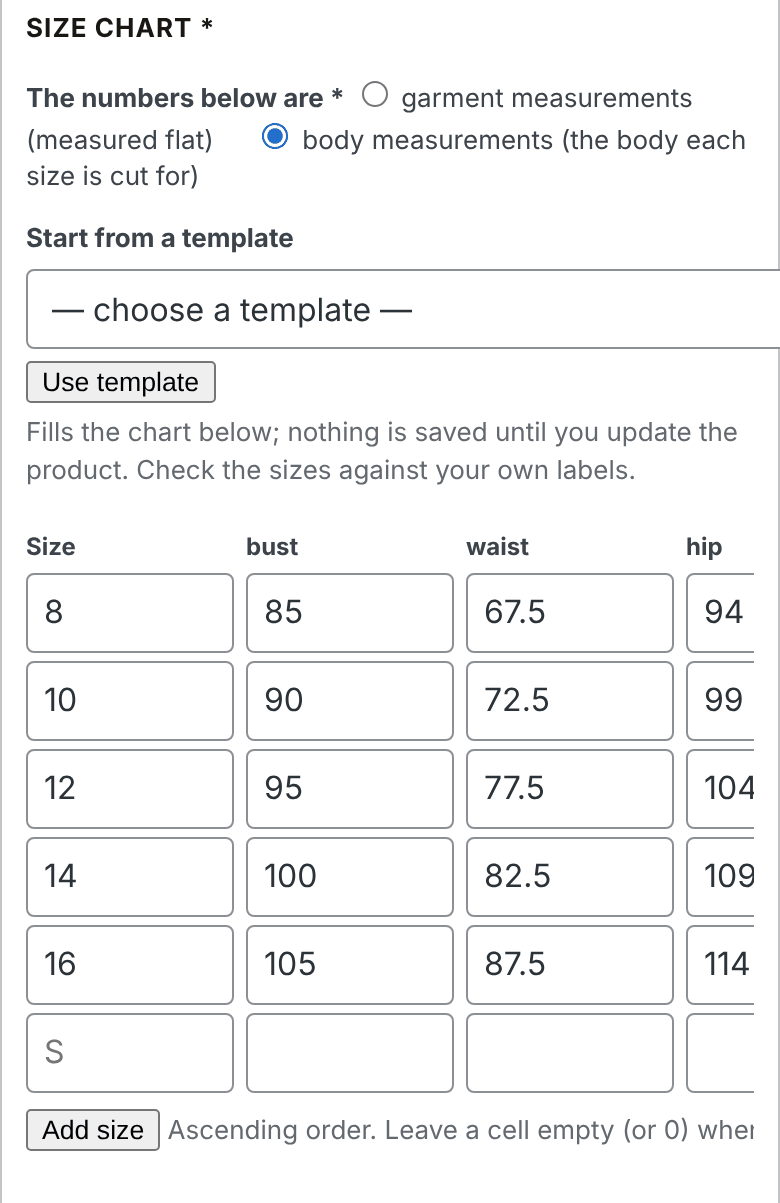 SIZE CHART *
The numbers below are * garment measurements
(measured flat) body measurements (the body each
size is cut for)
Start from a template
— choose a template —
Use template
Fills the chart below; nothing is saved until you update the
product. Check the sizes against your own labels.
Size bust waist hip
8 85 67.5 94
10 90 72.5 99
12 95 77.5 104
14 100 82.5 109
16 105 87.5 114
S
Add size Ascending order. Leave a cell empty (or 0)